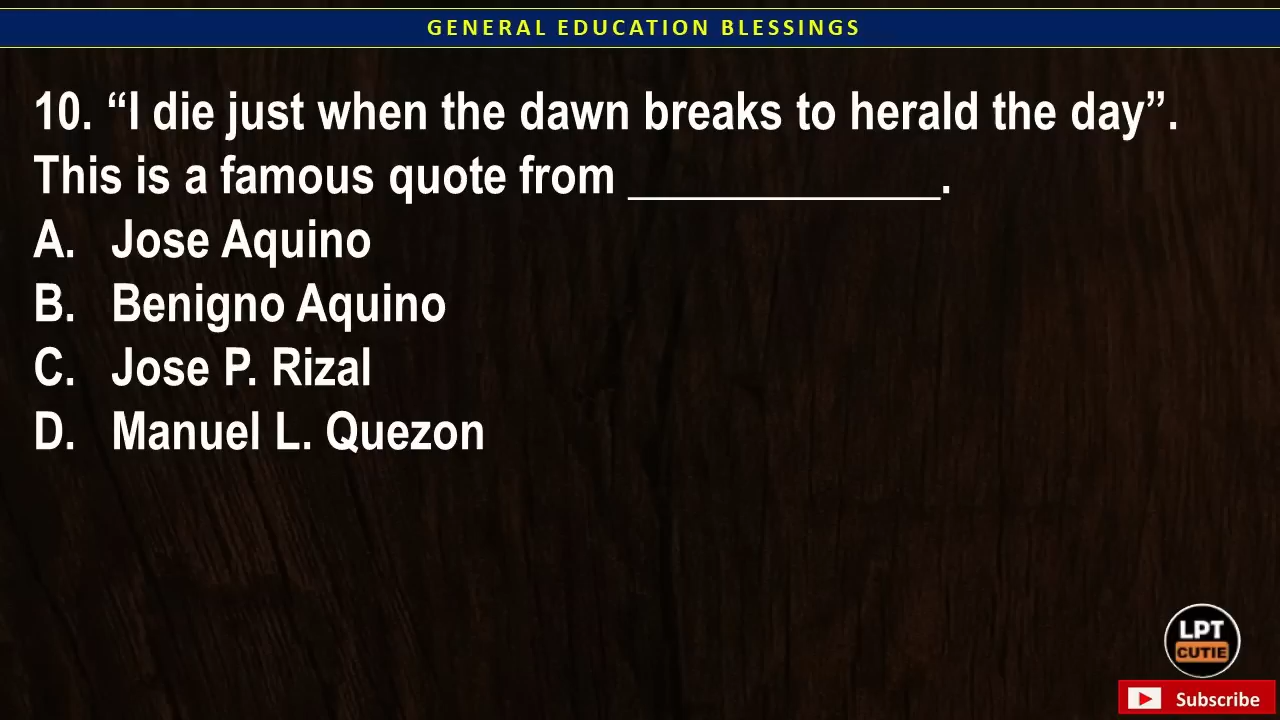 GENERAL EDUCATION BLESSINGS
10. “I die just when the dawn breaks to herald the day”.
This is a famous quote from ______________.
A. Jose Aquino
B. Benigno Aquino
C. Jose P. Rizal
D. Manuel L. Quezon
LPT
CUTIE
Subscribe